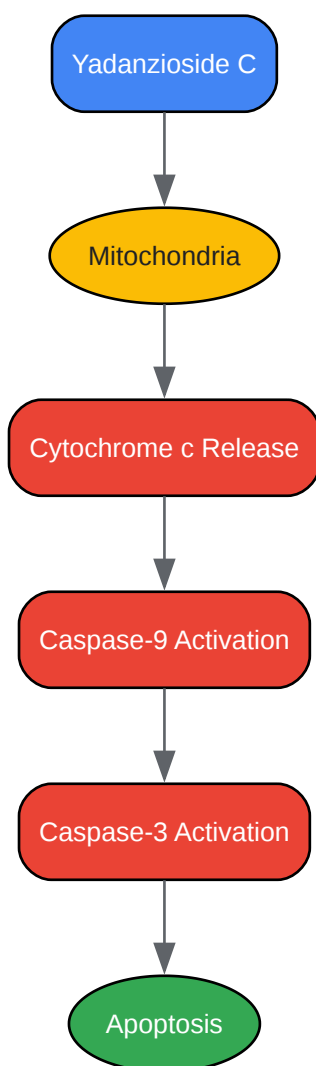 Yadanzioside C
Mitochondria
Cytochrome c Release
Caspase-9 Activation
Caspase-3 Activation
Apoptosis